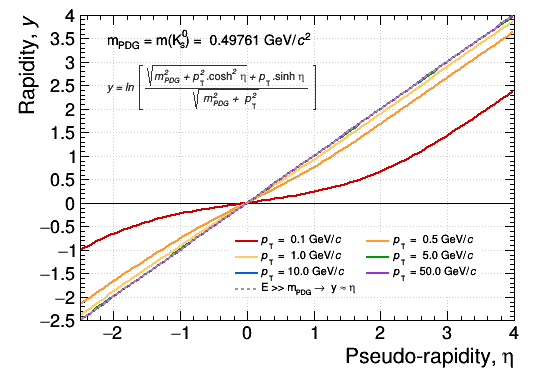 Rapidity, y
4
3.5
3
2.5
2
1.5
1
0.5
0
−0.5
−1
−1.5
−2
−2.5
m_PDG = m(K⁰_s) = 0.49761 GeV/c²
y = ln [ (√(m²_PDG + p²_T.cosh² η) + p_T.sinh η) / √(m²_PDG + p²_T) ]
p_T = 0.1 GeV/c p_T = 0.5 GeV/c
p_T = 1.0 GeV/c p_T = 5.0 GeV/c
p_T = 10.0 GeV/c p_T = 50.0 GeV/c
E >> m_PDG → y ≈ η
−2 −1 0 1 2 3 4
Pseudo-rapidity, η